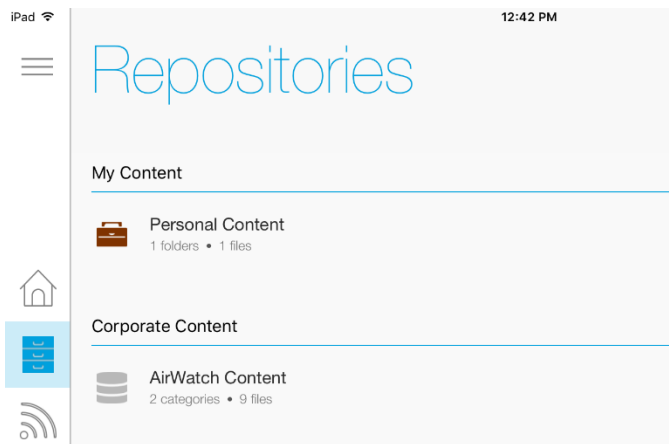 iPad 12:42 PM
Repositories
My Content
Personal Content
1 folders • 1 files
Corporate Content
AirWatch Content
2 categories • 9 files